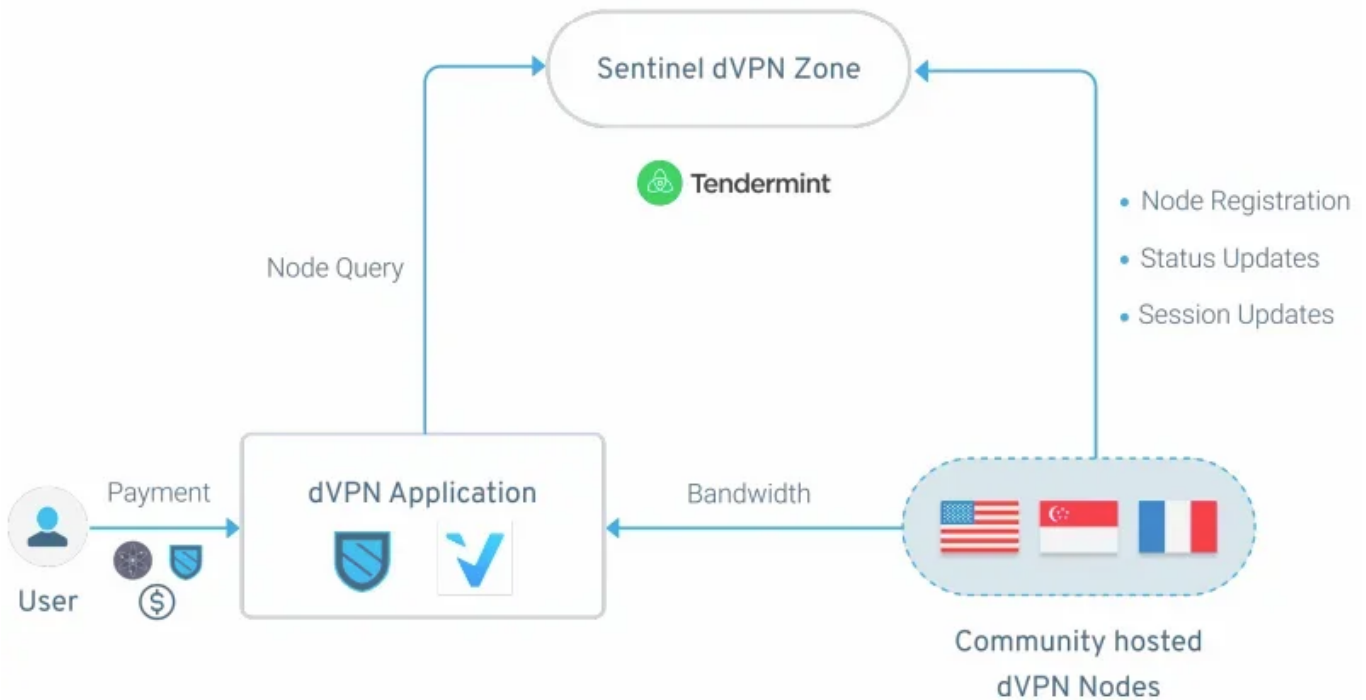 Sentinel dVPN Zone
Tendermint
Node Query
• Node Registration
• Status Updates
• Session Updates
Payment
User
$
dVPN Application
Bandwidth
Community hosted
dVPN Nodes